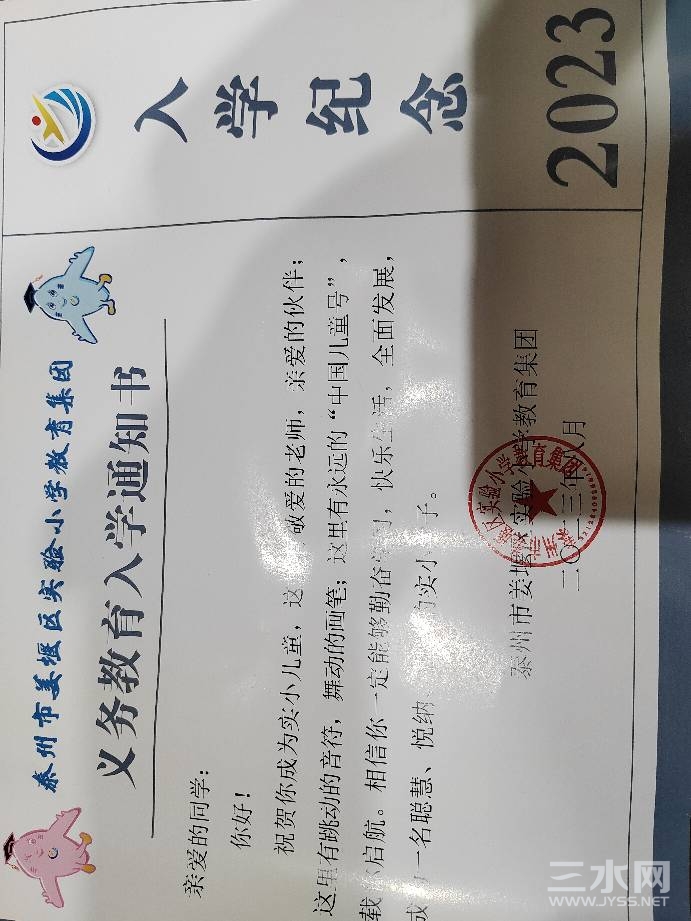 泰州市姜堰区实验小学教育集团
义务教育入学通知书
亲爱的同学：
你好！
祝贺你成为实小儿童，这 敬爱的老师，亲爱的伙伴；
这里有跳动的音符，舞动的画笔；这里有永远的“中国儿童号”，
载 启航。相信你一定能够勤奋 ，快乐生活，全面发展，
成 一名聪慧、悦纳 的实小 子。
泰州市姜堰区实验小学教育集团
二〇二三年八月
入学纪念
2023
三水网
WWW.JYSS.NET